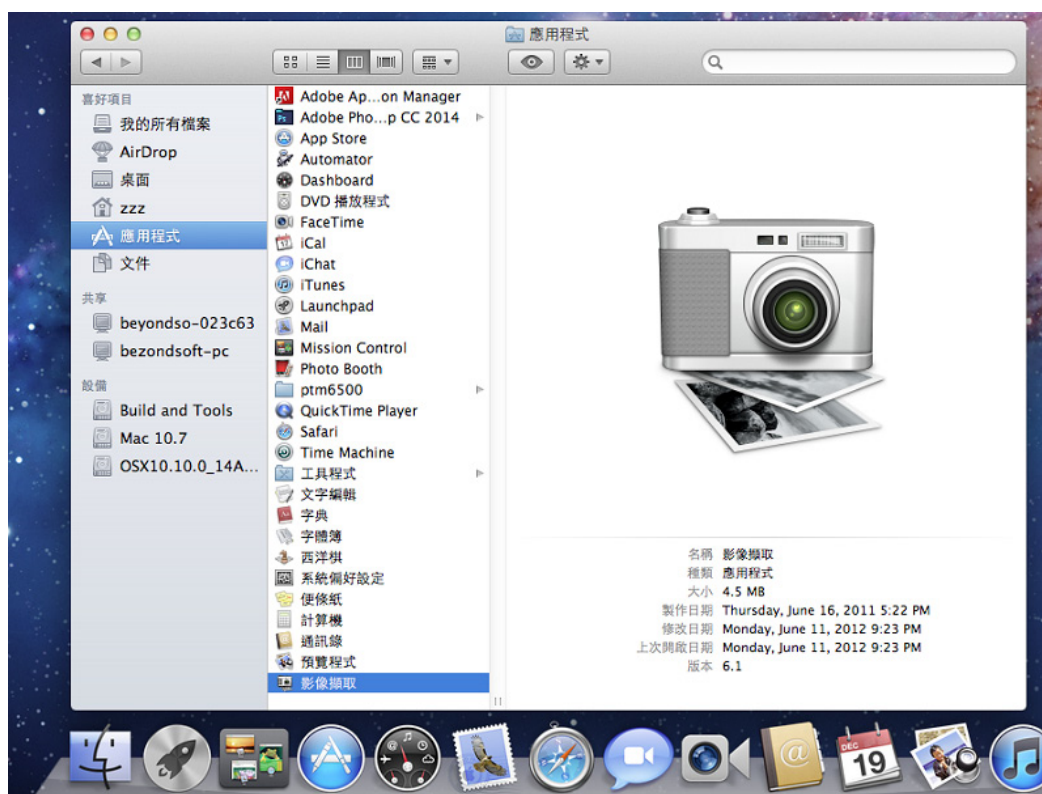 應用程式
喜好項目
我的所有檔案
AirDrop
桌面
zzz
應用程式
文件
共享
beyondso-023c63
bezondsoft-pc
設備
Build and Tools
Mac 10.7
OSX10.10.0_14A...
Adobe Ap...on Manager
Adobe Pho...p CC 2014
App Store
Automator
Dashboard
DVD 播放程式
FaceTime
iCal
iChat
iTunes
Launchpad
Mail
Mission Control
Photo Booth
ptm6500
QuickTime Player
Safari
Time Machine
工具程式
文字編輯
字典
字體簿
西洋棋
系統偏好設定
便條紙
計算機
通訊錄
預覽程式
影像擷取
名稱 影像擷取
種類 應用程式
大小 4.5 MB
製作日期 Thursday, June 16, 2011 5:22 PM
修改日期 Monday, June 11, 2012 9:23 PM
上次開啟日期 Monday, June 11, 2012 9:23 PM
版本 6.1
DEC
19